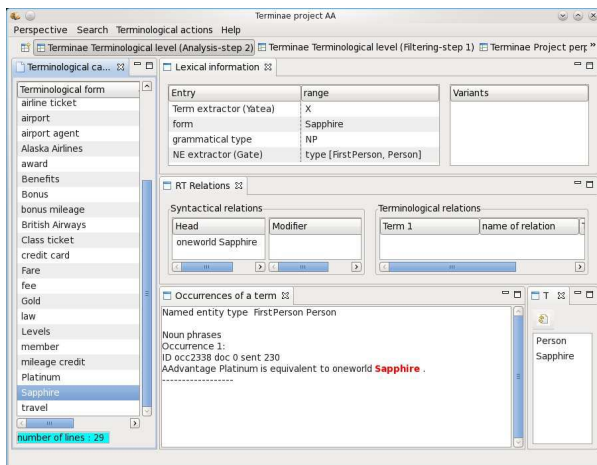 Terminae project AA
Perspective Search Terminological actions Help
Terminae Terminological level (Analysis-step 2) Terminae Terminological level (Filtering-step 1) Terminae Project perp »
Terminological ca...
Terminological form
airline ticket
airport
airport agent
Alaska Airlines
award
Benefits
Bonus
bonus mileage
British Airways
Class ticket
credit card
Fare
fee
Gold
law
Levels
member
mileage credit
Platinum
Sapphire
travel
number of lines : 29
Lexical information
Entry range
Term extractor (Yatea) X
form Sapphire
grammatical type NP
NE extractor (Gate) type [FirstPerson, Person]
Variants
RT Relations
Syntactical relations
Head Modifier
oneworld Sapphire
Terminological relations
Term 1 name of relation
Occurrences of a term
Named entity type FirstPerson Person
Noun phrases
Occurrence 1:
ID occ2338 doc 0 sent 230
AAdvantage Platinum is equivalent to oneworld Sapphire .
------------------
T
Person
Sapphire